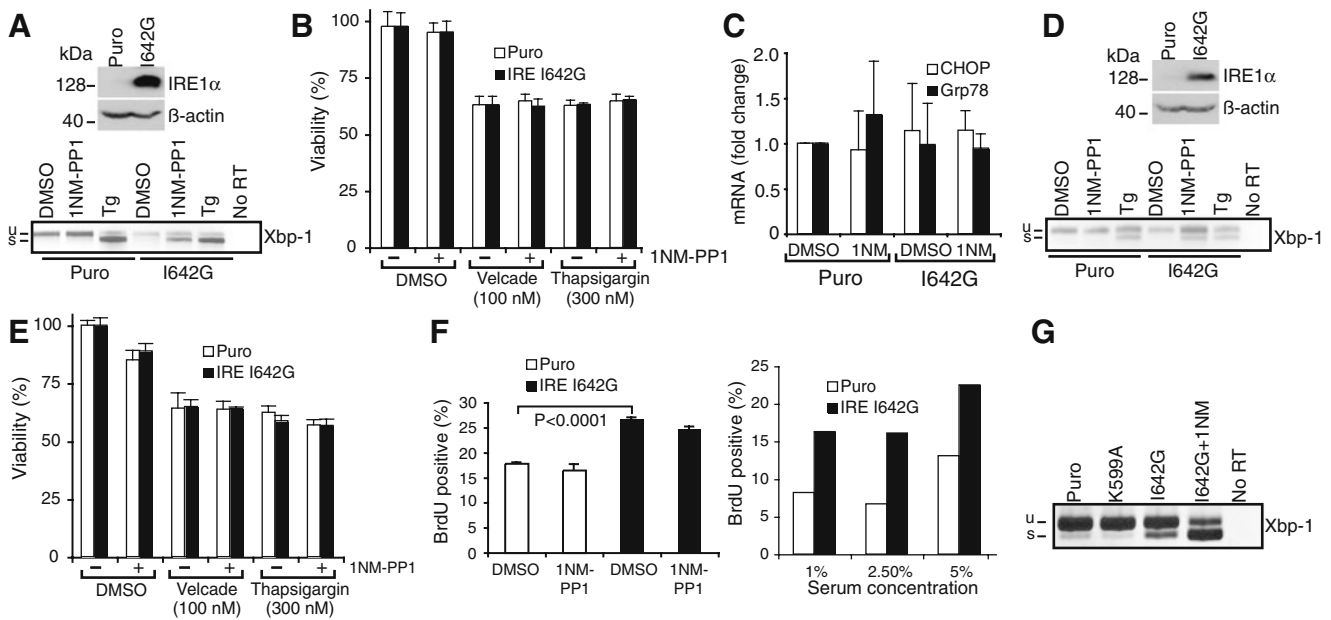 A
kDa
Puro
I642G
128
IRE1α
40
ß-actin
DMSO
1NM-PP1
Tg
DMSO
1NM-PP1
Tg
No RT
u
s
Xbp-1
Puro
I642G
B
Viability (%)
100
75
50
25
0
Puro
IRE I642G
– + – + – + 1NM-PP1
DMSO Velcade Thapsigargin
(100 nM) (300 nM)
C
mRNA (fold change)
2.0
1.5
1.0
0.5
0
CHOP
Grp78
DMSO 1NM DMSO 1NM
Puro I642G
D
kDa
Puro
I642G
128
IRE1α
40
ß-actin
DMSO
1NM-PP1
Tg
DMSO
1NM-PP1
Tg
No RT
u
s
Xbp-1
Puro
I642G
E
Viability (%)
100
75
50
25
0
Puro
IRE I642G
– + – + – + 1NM-PP1
DMSO Velcade Thapsigargin
(100 nM) (300 nM)
F
Puro
IRE I642G
P<0.0001
BrdU positive (%)
30
25
20
15
10
15
25
0
DMSO 1NM-PP1 DMSO 1NM-PP1
BrdU positive (%)
25
20
15
10
5
0
Puro
IRE I642G
1% 2.50% 5%
Serum concentration
G
Puro
K599A
I642G
I642G+1NM
No RT
u
s
Xbp-1